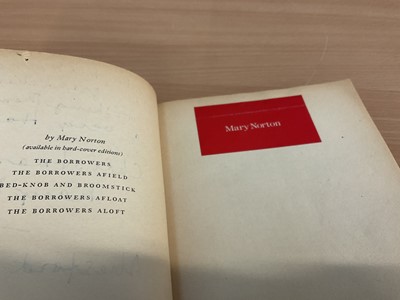 by Mary Norton
(available in hard-cover editions)
THE BORROWERS
THE BORROWERS AFIELD
BED-KNOB AND BROOMSTICK
THE BORROWERS AFLOAT
THE BORROWERS ALOFT
Mary Norton